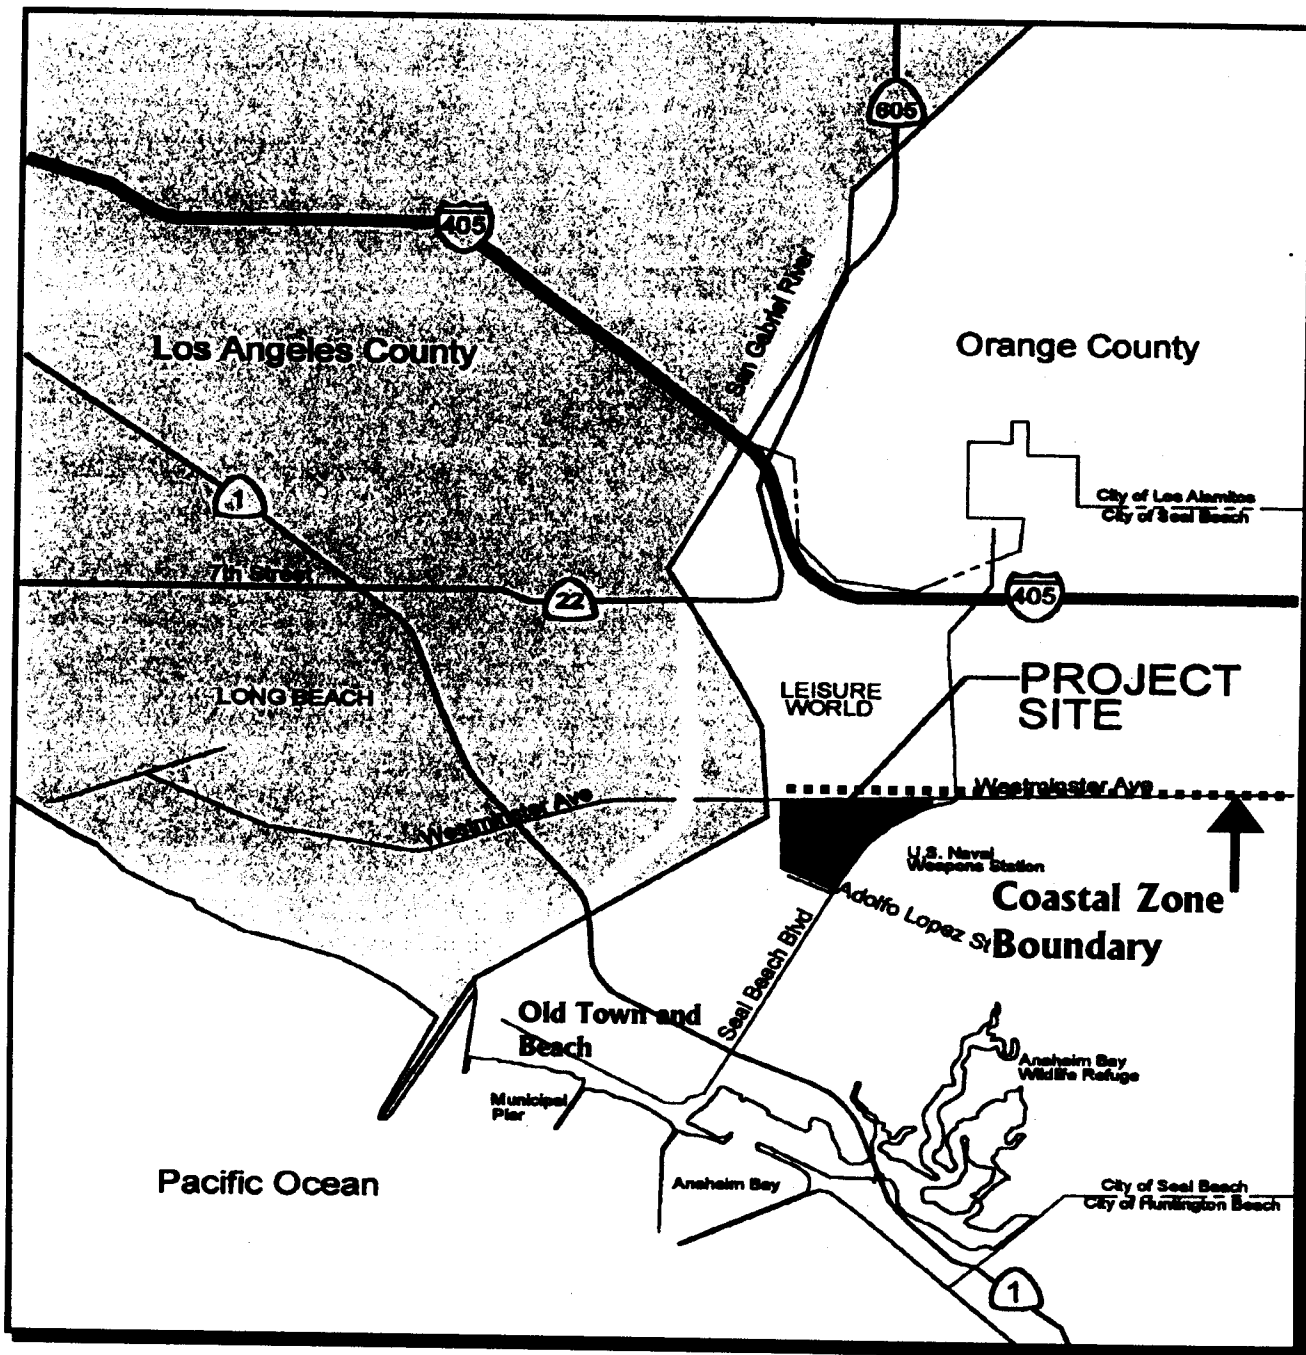 605
405
San Gabriel River
Los Angeles County
Orange County
1
City of Los Alamitos
City of Seal Beach
7th Street
22
405
LONG BEACH
LEISURE
WORLD
PROJECT
SITE
Westminster Ave
Westminster Ave
U.S. Naval
Weapons Station
Coastal Zone
Boundary
Adolfo Lopez St
Seal Beach Blvd
Old Town and
Beach
Anaheim Bay
Wildlife Refuge
Municipal
Pier
Pacific Ocean
Anaheim Bay
City of Seal Beach
City of Huntington Beach
1